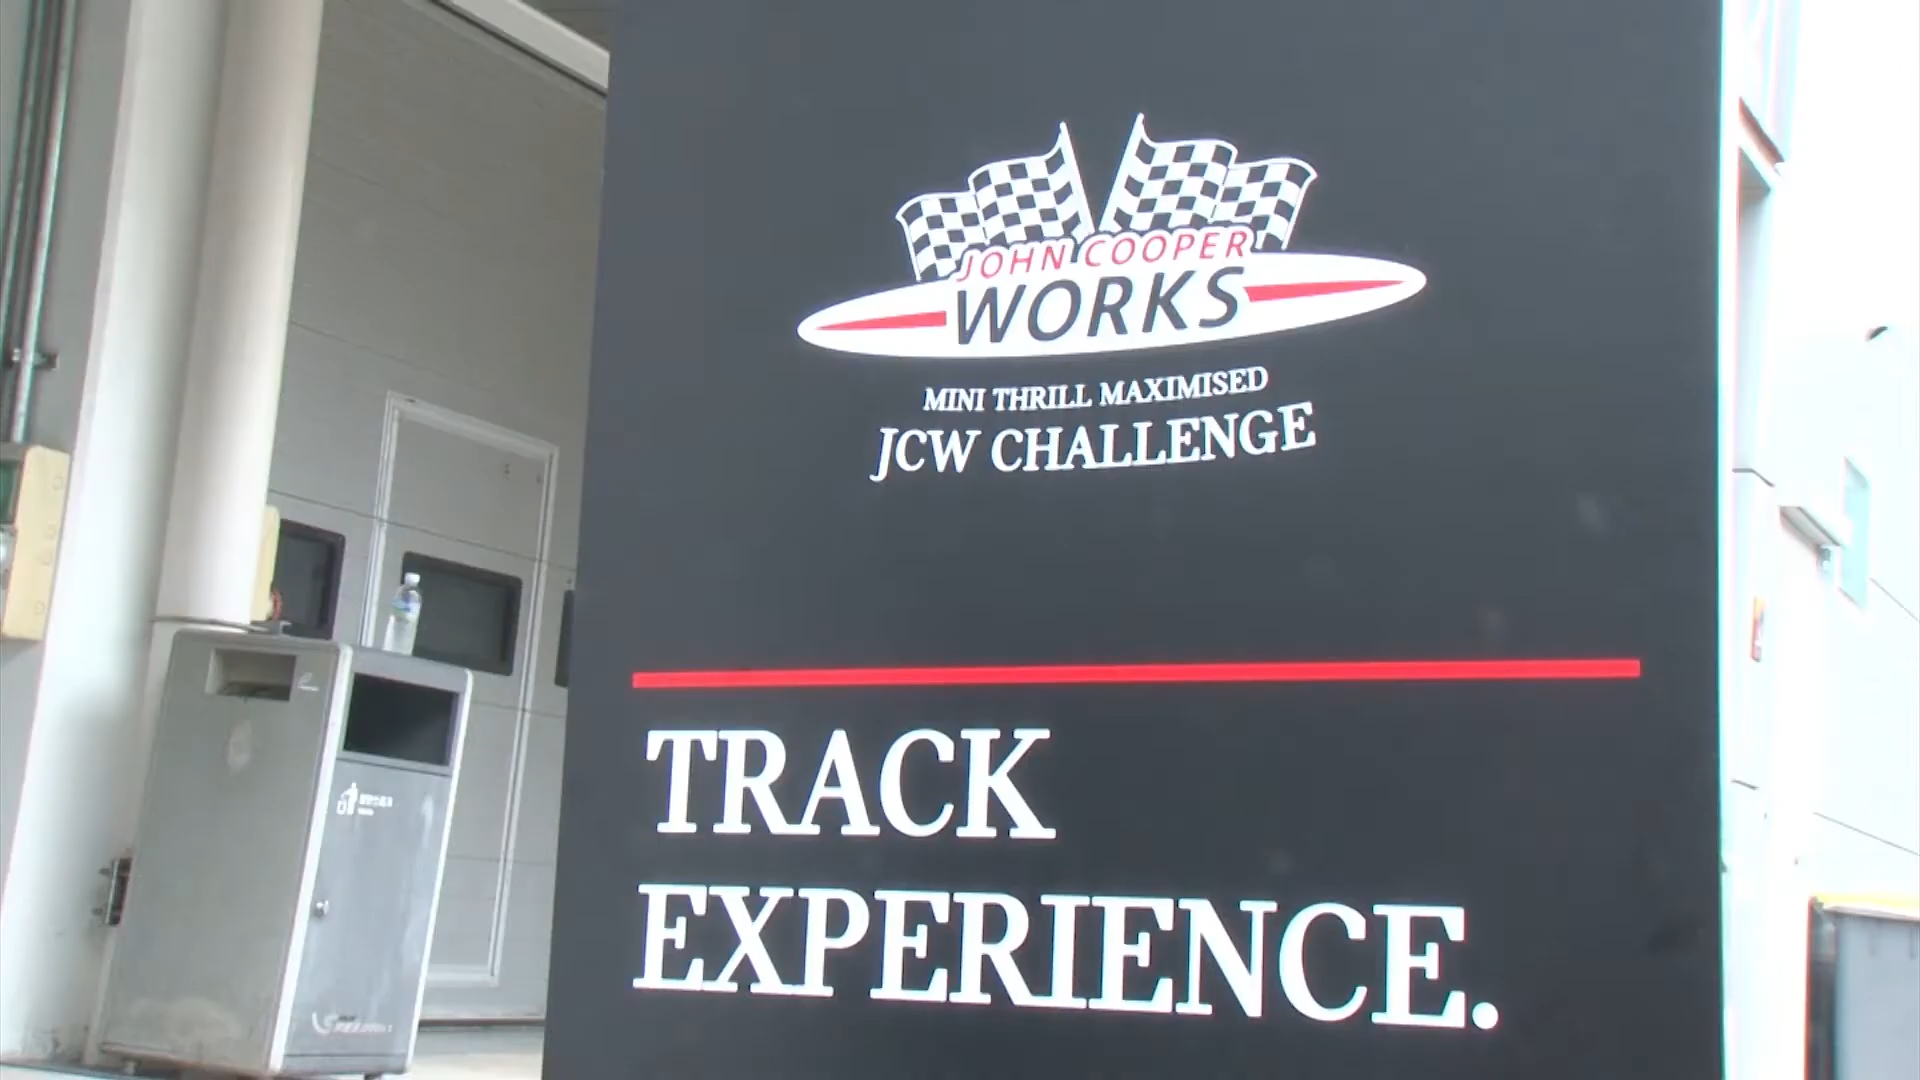 JOHN COOPER
WORKS
MINI THRILL MAXIMISED
JCW CHALLENGE
TRACK
EXPERIENCE.